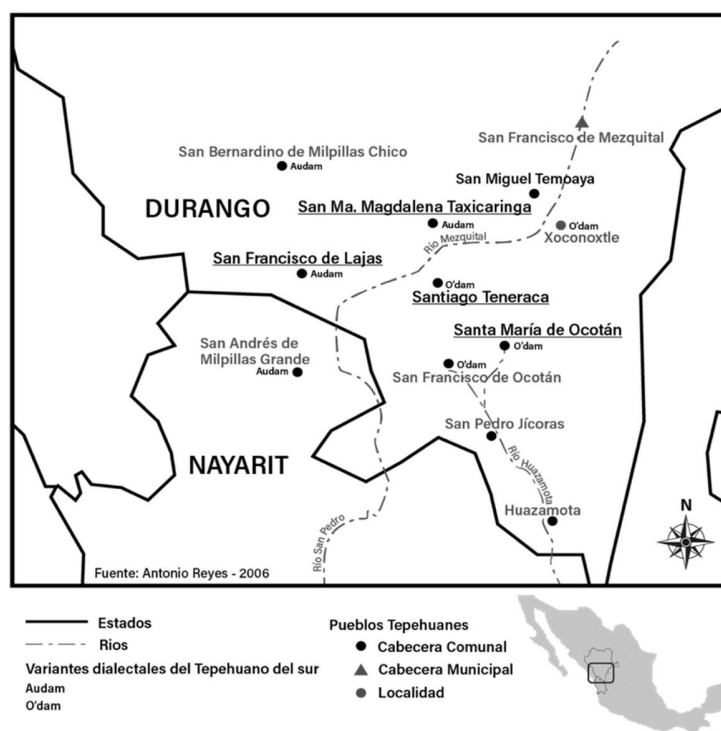 San Francisco de Mezquital
San Bernardino de Milpillas Chico
Audam
San Miguel Temoaya
DURANGO
San Ma. Magdalena Taxicaringa
Audam
O'dam
Xoconoxtle
Río Mezquital
San Francisco de Lajas
Audam
O'dam
Santiago Teneraca
Santa María de Ocotán
O'dam
San Andrés de
Milpillas Grande
Audam
O'dam
San Francisco de Ocotán
San Pedro Jícoras
NAYARIT
Río Huazamota
Huazamota
Río San Pedro
N
Fuente: Antonio Reyes - 2006
Estados
Rios
Variantes dialectales del Tepehuano del sur
Audam
O'dam
Pueblos Tepehuanes
Cabecera Comunal
Cabecera Municipal
Localidad